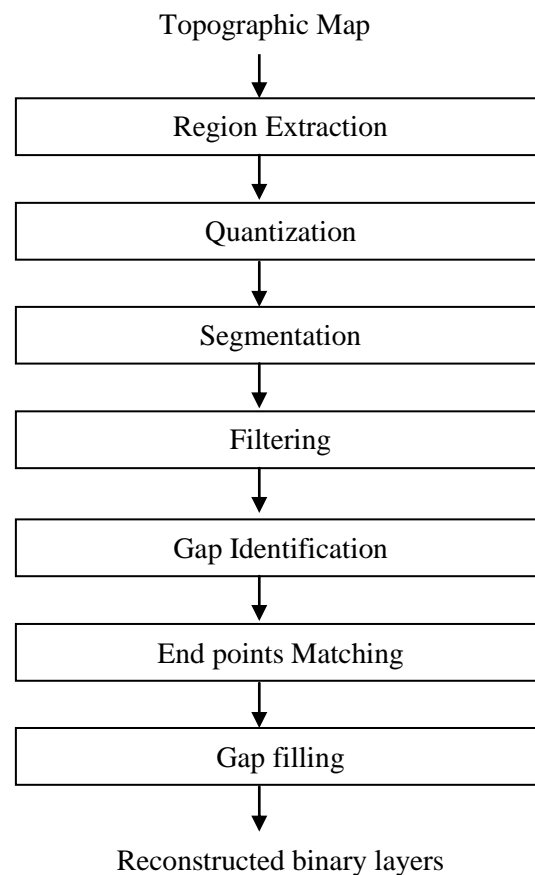 Topographic Map
Region Extraction
Quantization
Segmentation
Filtering
Gap Identification
End points Matching
Gap filling
Reconstructed binary layers